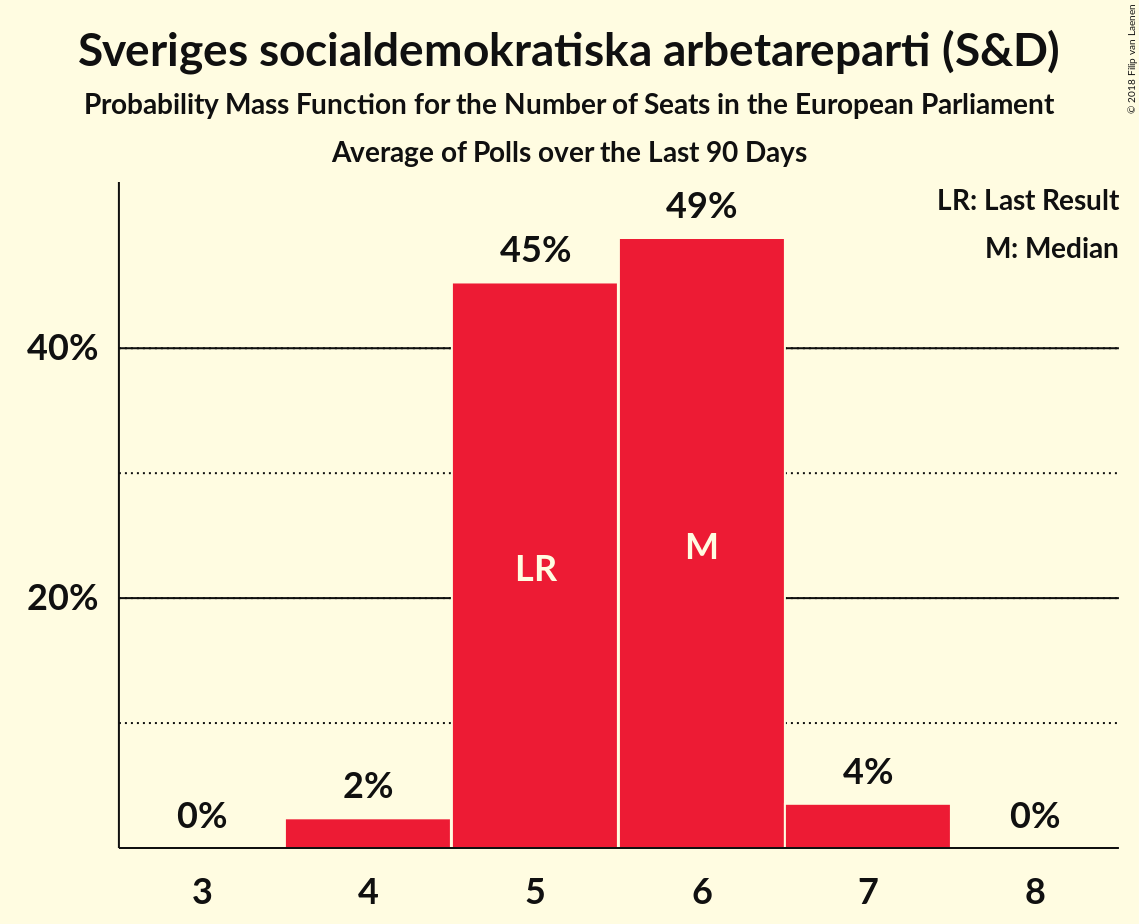 Sveriges socialdemokratiska arbetareparti (S&D)
Probability Mass Function for the Number of Seats in the European Parliament
Average of Polls over the Last 90 Days
© 2018 Filip van Laenen
LR: Last Result
M: Median
49%
45%
40%
20%
LR
M
0%
2%
4%
0%
3 4 5 6 7 8